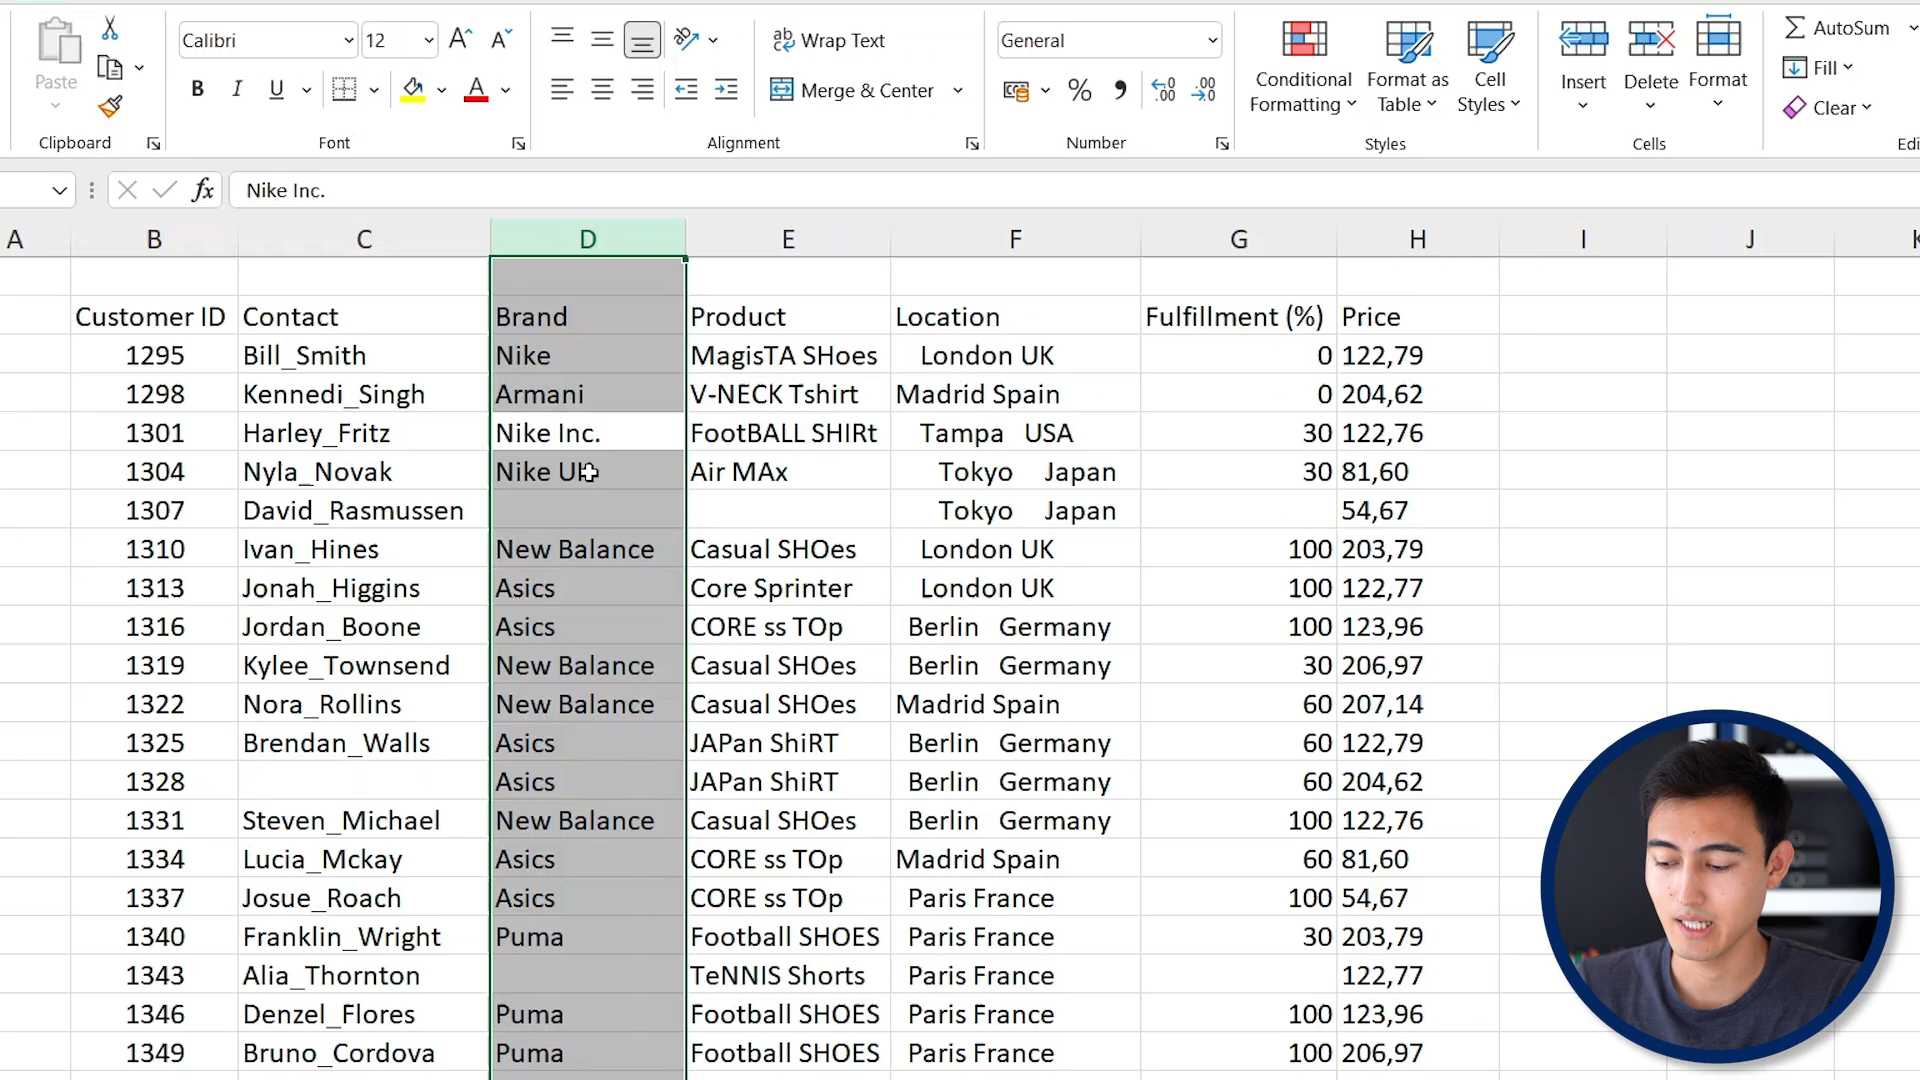 Calibri 12 Wrap Text General AutoSum
Paste Conditional Formatting Format as Table Cell Styles Insert Delete Format Fill
B I U A Merge & Center % Clear
Clipboard Font Alignment Number Styles Cells
fx Nike Inc.
A B C D E F G H I J
Customer ID Contact Brand Product Location Fulfillment (%) Price
1295 Bill_Smith Nike MagisTA SHoes London UK 0 122,79
1298 Kennedi_Singh Armani V-NECK Tshirt Madrid Spain 0 204,62
1301 Harley_Fritz Nike Inc. FootBALL SHIRt Tampa USA 30 122,76
1304 Nyla_Novak Nike Air MAx Tokyo Japan 30 81,60
1307 David_Rasmussen Tokyo Japan 54,67
1310 Ivan_Hines New Balance Casual SHOes London UK 100 203,79
1313 Jonah_Higgins Asics Core Sprinter London UK 100 122,77
1316 Jordan_Boone Asics CORE ss TOp Berlin Germany 100 123,96
1319 Kylee_Townsend New Balance Casual SHOes Berlin Germany 30 206,97
1322 Nora_Rollins New Balance Casual SHOes Madrid Spain 60 207,14
1325 Brendan_Walls Asics JAPan ShiRT Berlin Germany 60 122,79
1328 Asics JAPan ShiRT Berlin Germany 60 204,62
1331 Steven_Michael New Balance Casual SHOes Berlin Germany 100 122,76
1334 Lucia_Mckay Asics CORE ss TOp Madrid Spain 60 81,60
1337 Josue_Roach Asics CORE ss TOp Paris France 100 54,67
1340 Franklin_Wright Puma Football SHOES Paris France 30 203,79
1343 Alia_Thornton TeNNIS Shorts Paris France 122,77
1346 Denzel_Flores Puma Football SHOES Paris France 100 123,96
1349 Bruno_Cordova Puma Football SHOES Paris France 100 206,97